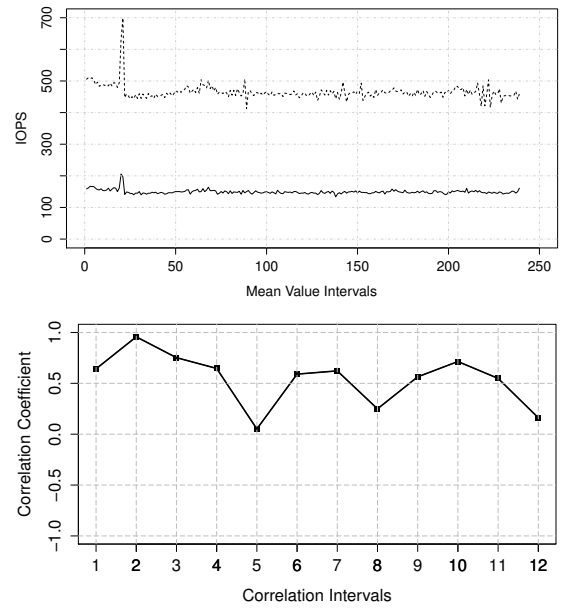 700
500
300
100
0
IOPS
0 50 100 150 200 250
Mean Value Intervals
1.0
0.5
0.0
−0.5
−1.0
Correlation Coefficient
1 2 3 4 5 6 7 8 9 10 11 12
Correlation Intervals